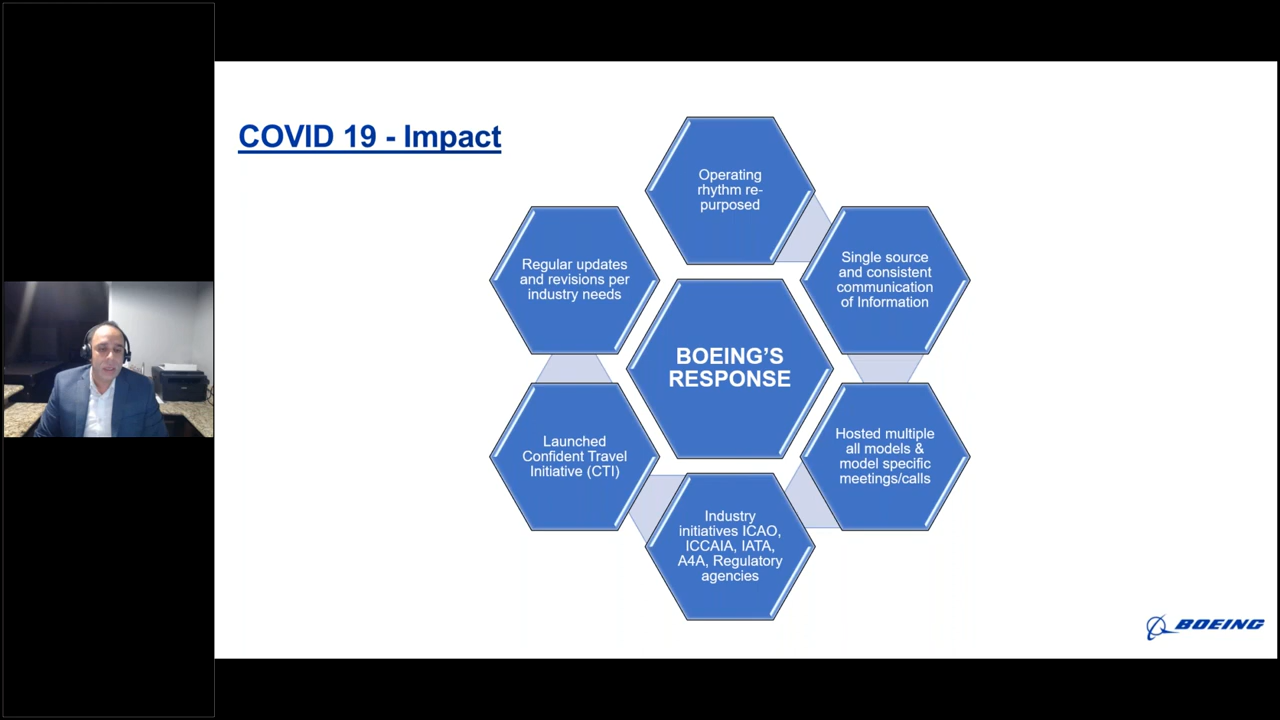 COVID 19 - Impact
Operating
rhythm re-
purposed
Single source
and consistent
communication
of Information
Hosted multiple
all models &
model specific
meetings/calls
Industry
initiatives ICAO,
ICCAIA, IATA,
A4A, Regulatory
agencies
Launched
Confident Travel
Initiative (CTI)
Regular updates
and revisions per
industry needs
BOEING’S
RESPONSE
BOEING